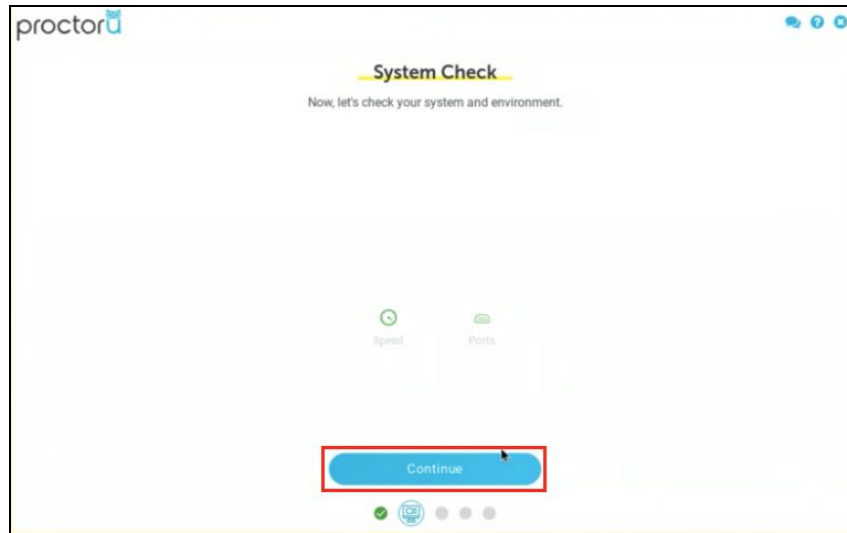 proctoru
System Check
Now, let's check your system and environment.
Speed Ports
Continue